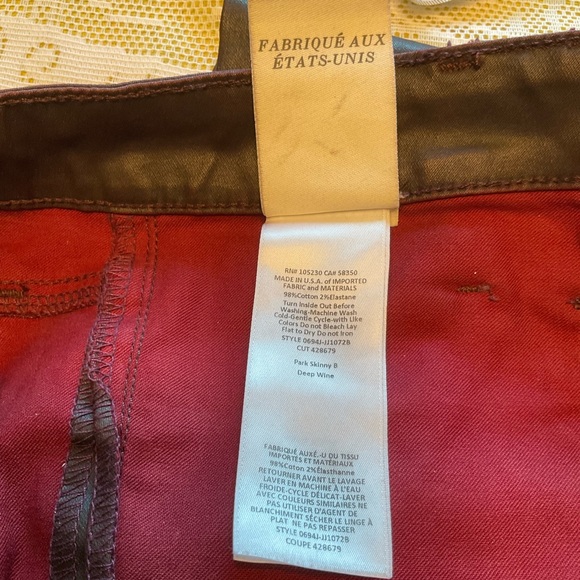 FABRIQUÉ AUX
ÉTATS-UNIS
RN# 105230 CA# 58350
MADE IN U.S.A. of IMPORTED
FABRIC and MATERIALS
98%Cotton 2%Elastane
Turn Inside Out Before
Washing-Machine Wash
Cold-Gentle Cycle-with Like
Colors Do not Bleach Lay
Flat to Dry Do not Iron
STYLE 0694J-JJ1072B
CUT 428679
Park Skinny B
Deep Wine
FABRIQUÉ AUXÉ.-U DU TISSU
IMPORTÉS ET MATÉRIAUX
98%Coton 2%Élasthanne
RETOURNER AVANT LE LAVAGE
LAVER EN MACHINE À L'EAU
FROIDE-CYCLE DÉLICAT-LAVER
AVEC COULEURS SIMILAIRES NE
PAS UTILISER D'AGENT DE
BLANCHIMENT SÉCHER LE LINGE À
PLAT NE PAS REPASSER
STYLE 0694J-JJ1072B
COUPE 428679